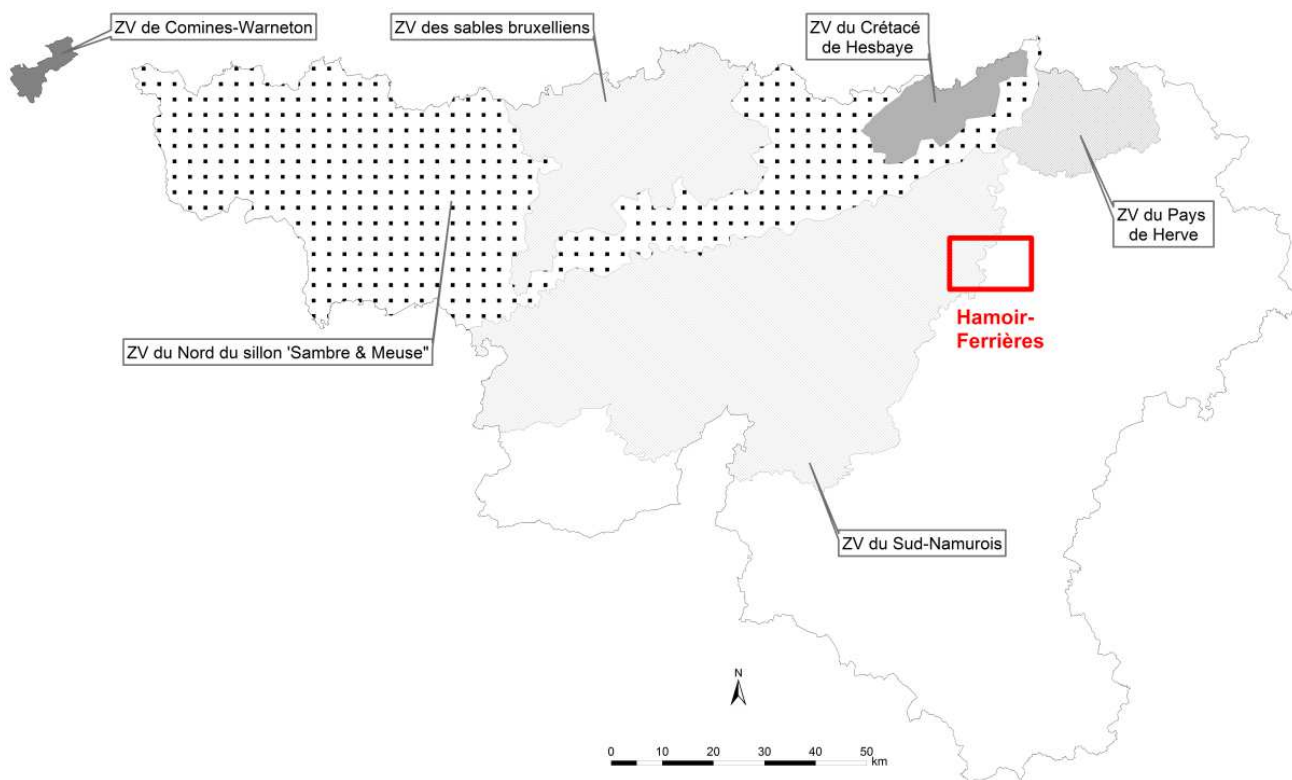 ZV de Comines-Warneton
ZV des sables bruxelliens
ZV du Crétacé
de Hesbaye
ZV du Pays
de Herve
Hamoir-
Ferrières
ZV du Nord du sillon 'Sambre & Meuse"
ZV du Sud-Namurois
N
0 10 20 30 40 50
km